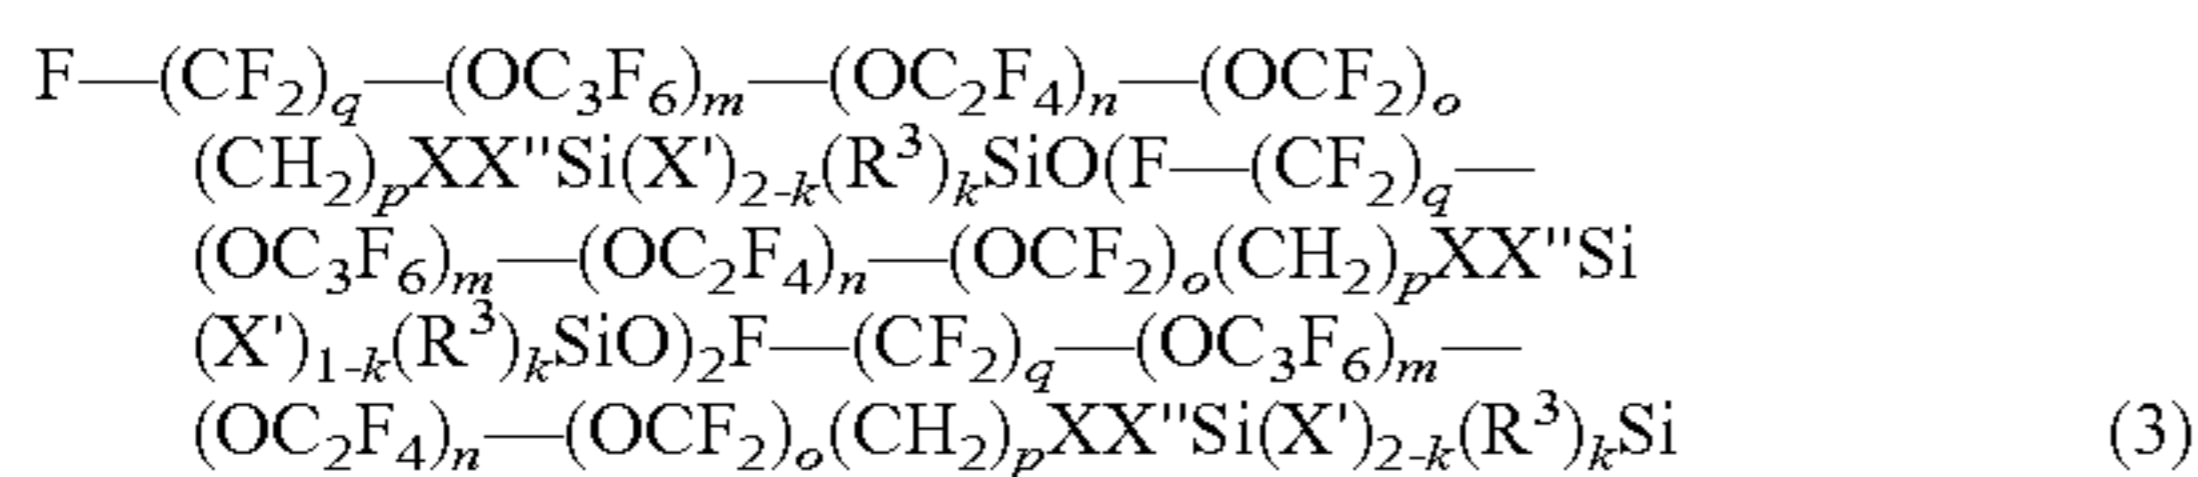 F—(CF₂)q—(OC₃F₆)m—(OC₂F₄)n—(OCF₂)o
(CH₂)pXX"Si(X')₂₋k(R³)kSiO(F—(CF₂)q—
(OC₃F₆)m—(OC₂F₄)n—(OCF₂)o(CH₂)pXX"Si
(X')₁₋k(R³)kSiO)₂F—(CF₂)q—(OC₃F₆)m—
(OC₂F₄)n—(OCF₂)o(CH₂)pXX"Si(X')₂₋k(R³)kSi (3)